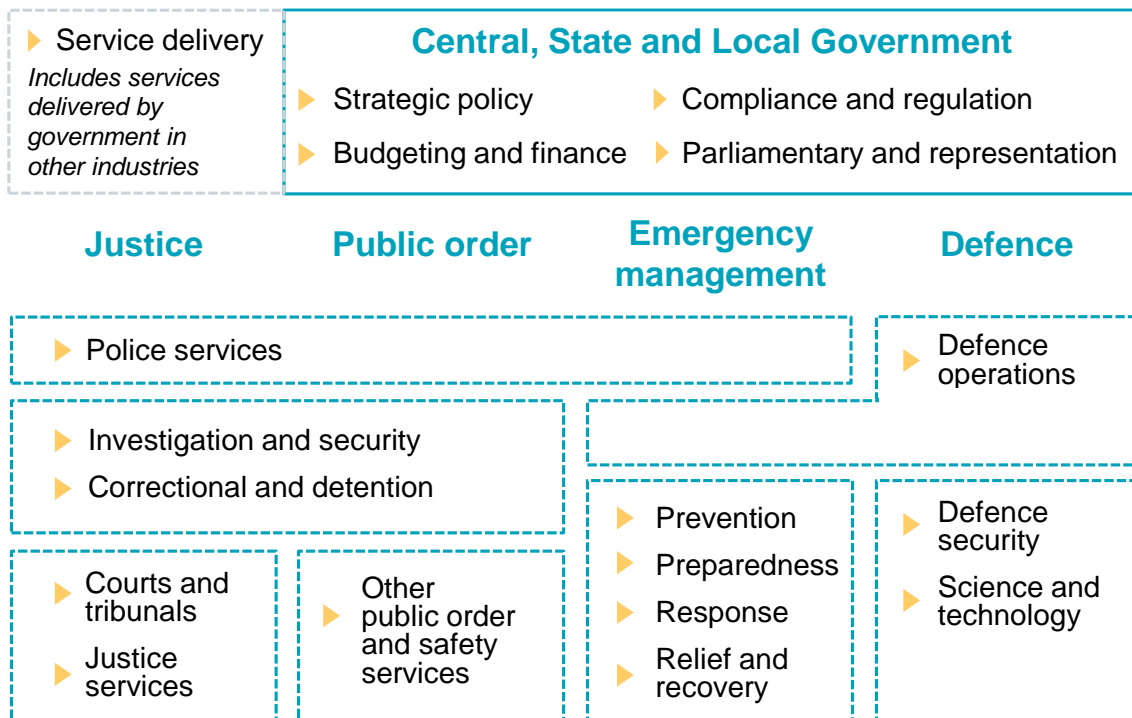 Service delivery
Includes services
delivered by
government in
other industries
Central, State and Local Government
Strategic policy
Compliance and regulation
Budgeting and finance
Parliamentary and representation
Justice
Public order
Emergency
management
Defence
Police services
Defence
operations
Investigation and security
Correctional and detention
Courts and
tribunals
Justice
services
Other
public order
and safety
services
Prevention
Preparedness
Response
Relief and
recovery
Defence
security
Science and
technology